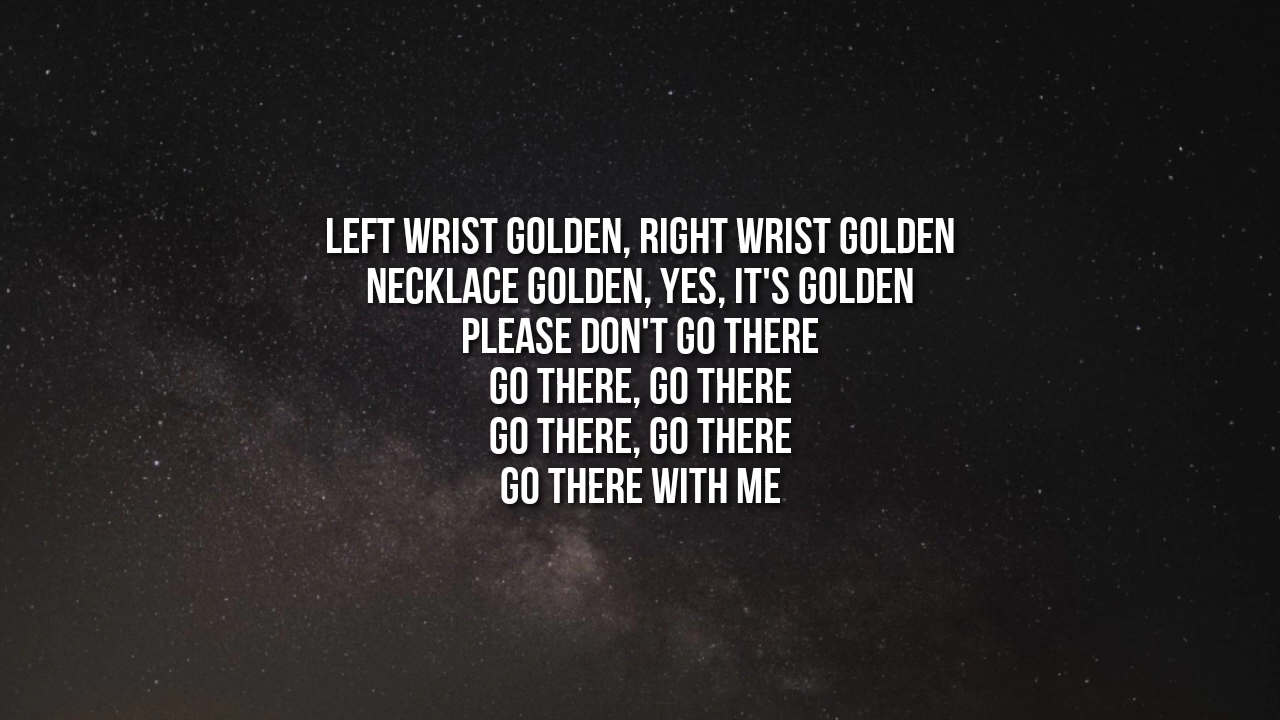 LEFT WRIST GOLDEN, RIGHT WRIST GOLDEN
NECKLACE GOLDEN, YES, IT'S GOLDEN
PLEASE DON'T GO THERE
GO THERE, GO THERE
GO THERE, GO THERE
GO THERE WITH ME